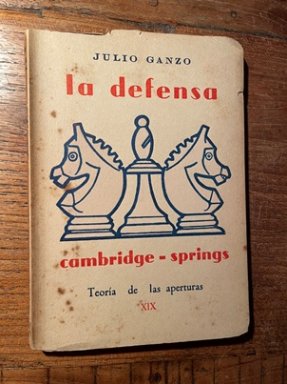 JULIO GANZO
la defensa
cambridge - springs
Teoría de las aperturas
XIX